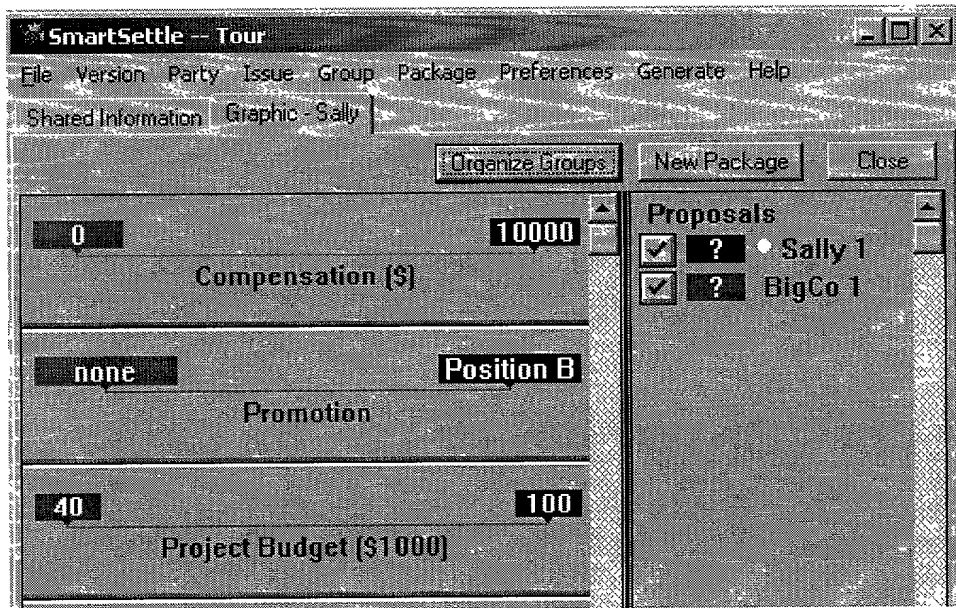 SmartSettle -- Tour
File Version Party Issue Group Package Preferences Generate Help
Shared Information Graphic - Sally
Organize Groups New Package Close
0 10000
Compensation ($)
none Position B
Promotion
40 100
Project Budget ($1000)
Proposals
? Sally 1
? BigCo 1